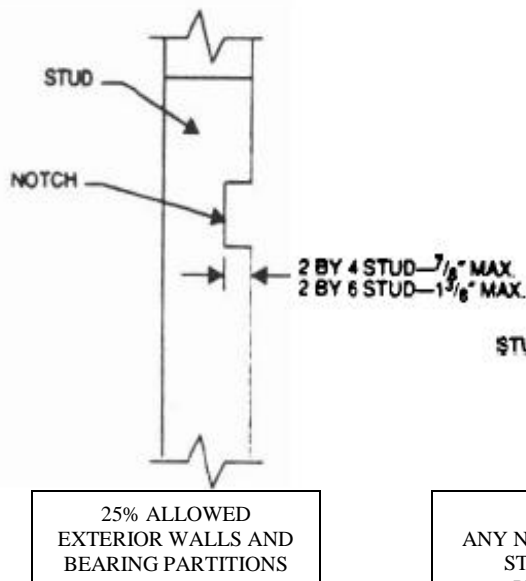 STUD
NOTCH
2 BY 4 STUD—7/8" MAX.
2 BY 6 STUD—1 3/8" MAX.
25% ALLOWED
EXTERIOR WALLS AND
BEARING PARTITIONS
ANY